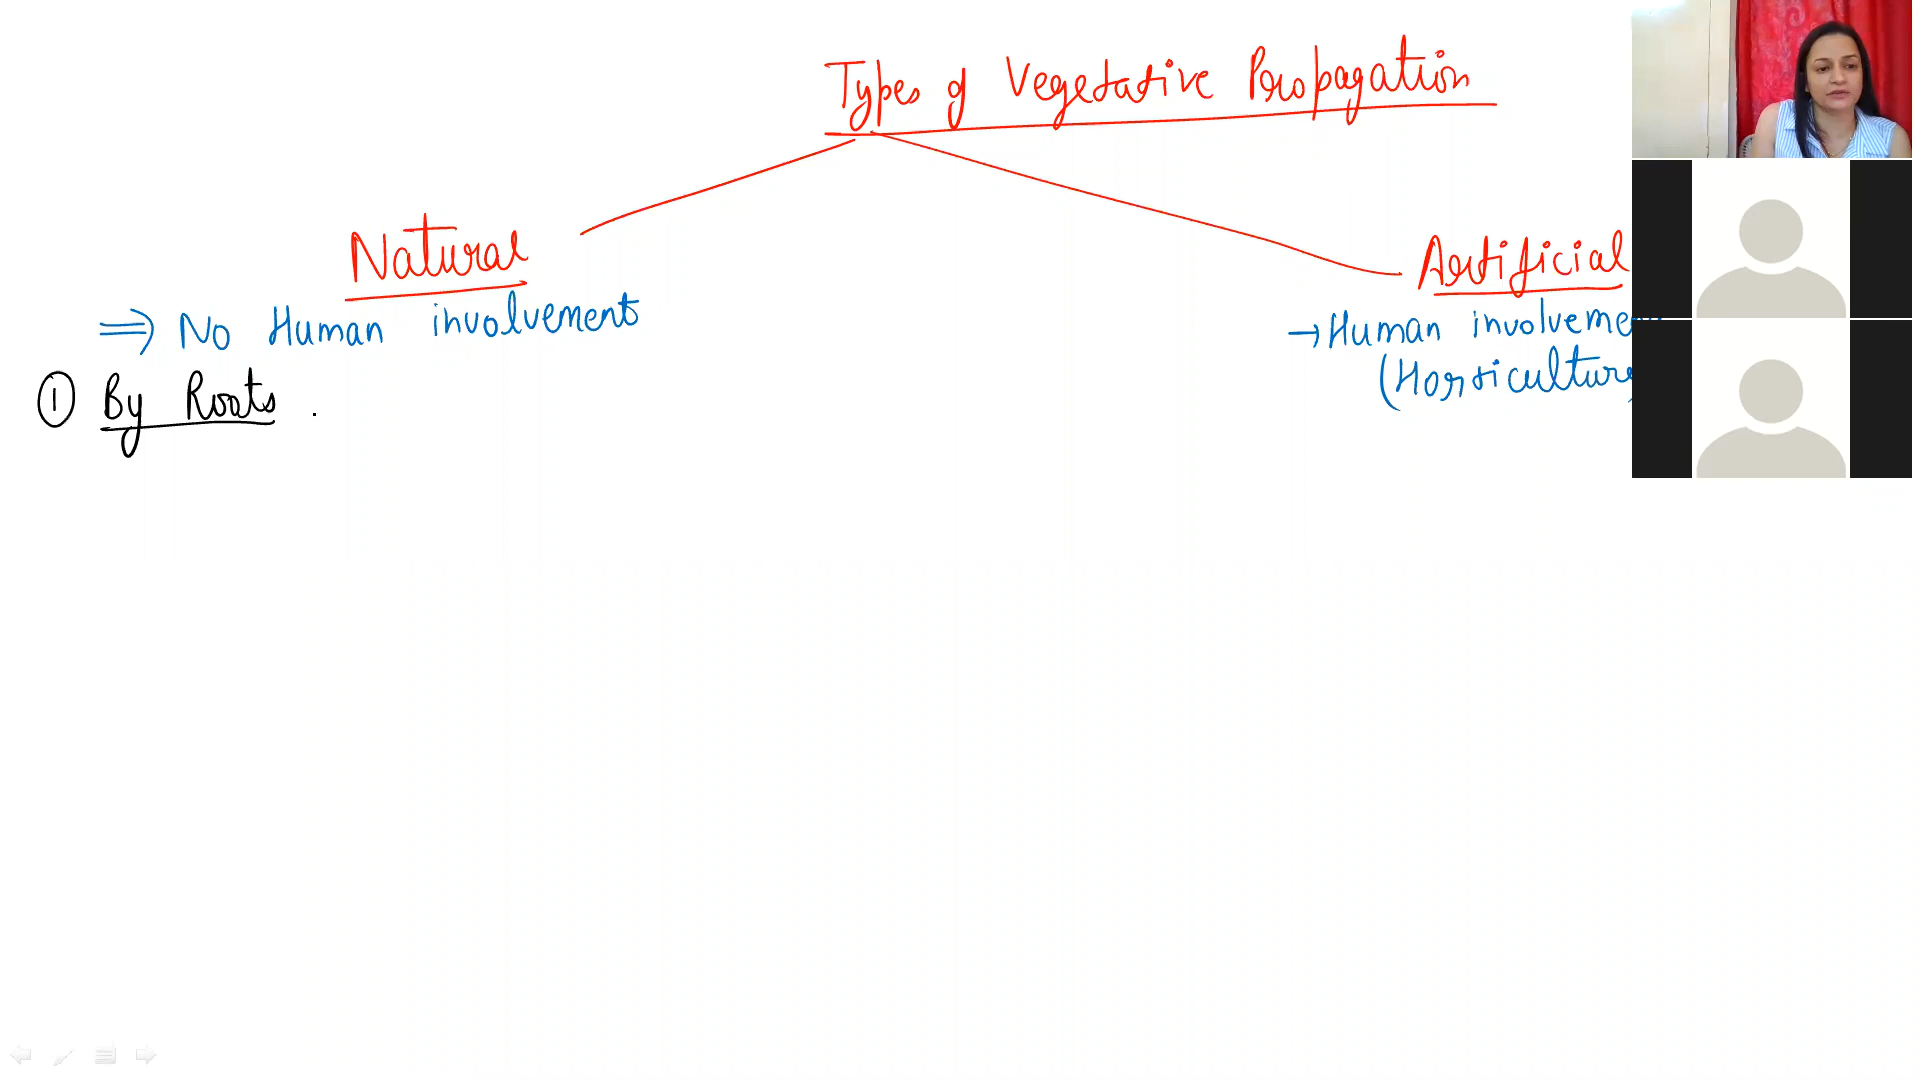 Types of Vegetative Propagation
Natural
Artificial
⇒ No Human involvement
→ Human involveme
(Horticulture
① By Roots .